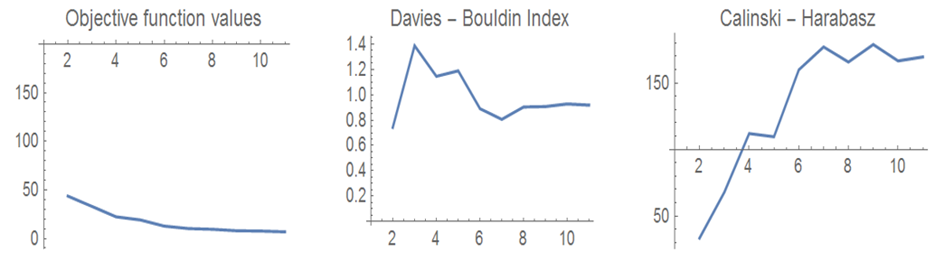 Objective function values
2 4 6 8 10
150
100
50
0
Davies – Bouldin Index
1.4
1.2
1.0
0.8
0.6
0.4
0.2
2 4 6 8 10
Calinski – Harabasz
150
2 4 6 8 10
50